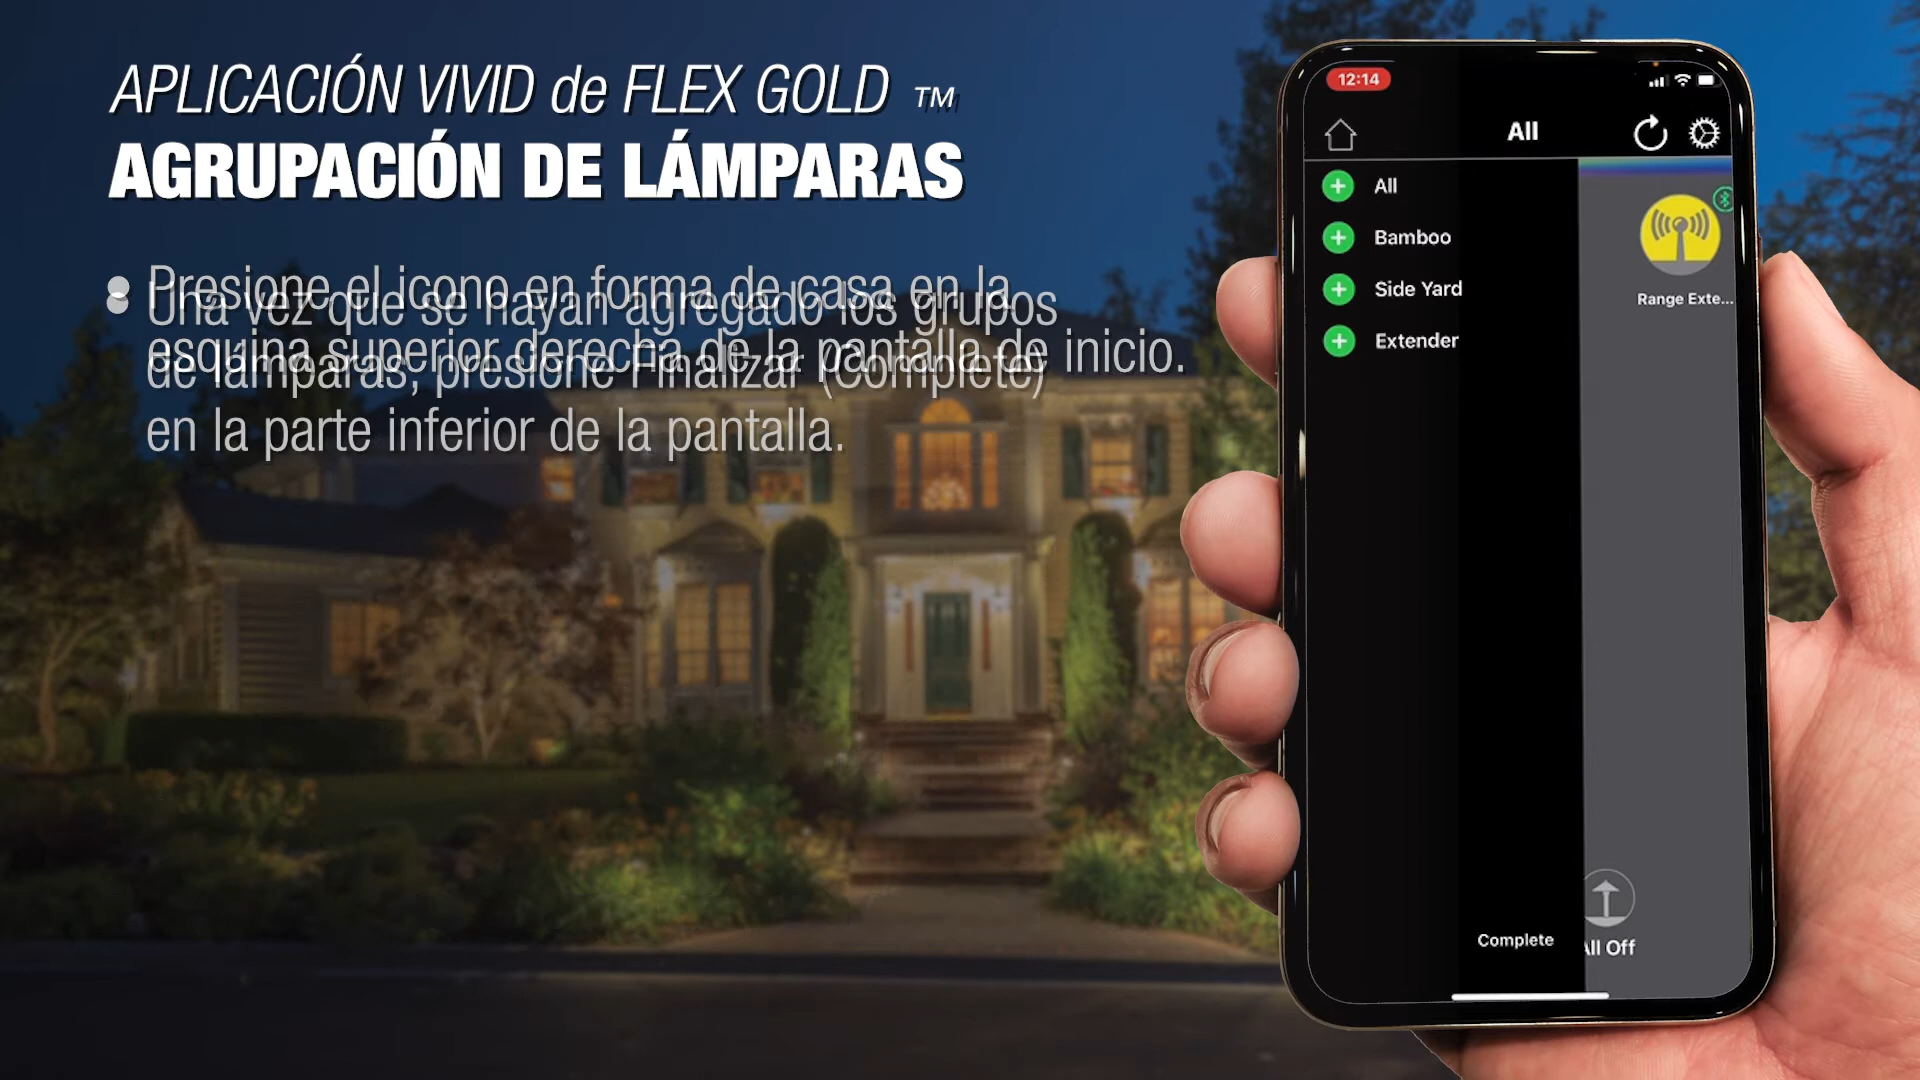 APLICACIÓN VIVID de FLEX GOLD ™
AGRUPACIÓN DE LÁMPARAS
• Presione el icono en forma de casa en la
esquina superior derecha de la pantalla de inicio.
• Una vez que se hayan agregado los grupos
de lámparas, presione Finalizar (Complete)
en la parte inferior de la pantalla.
12:14
All
All
Bamboo
Side Yard
Extender
Range Exte...
Complete
All Off